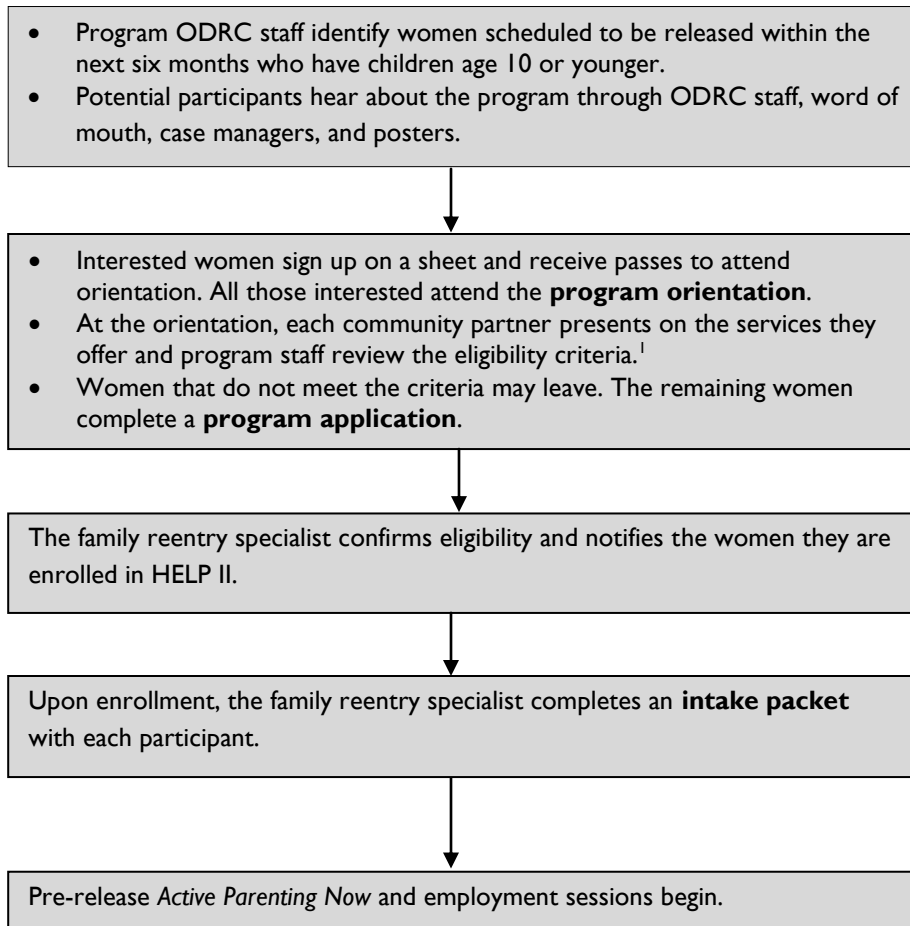 • Program ODRC staff identify women scheduled to be released within the
next six months who have children age 10 or younger.
• Potential participants hear about the program through ODRC staff, word of
mouth, case managers, and posters.
• Interested women sign up on a sheet and receive passes to attend
orientation. All those interested attend the program orientation.
• At the orientation, each community partner presents on the services they
offer and program staff review the eligibility criteria.¹
• Women that do not meet the criteria may leave. The remaining women
complete a program application.
The family reentry specialist confirms eligibility and notifies the women they are
enrolled in HELP II.
Upon enrollment, the family reentry specialist completes an intake packet
with each participant.
Pre-release Active Parenting Now and employment sessions begin.